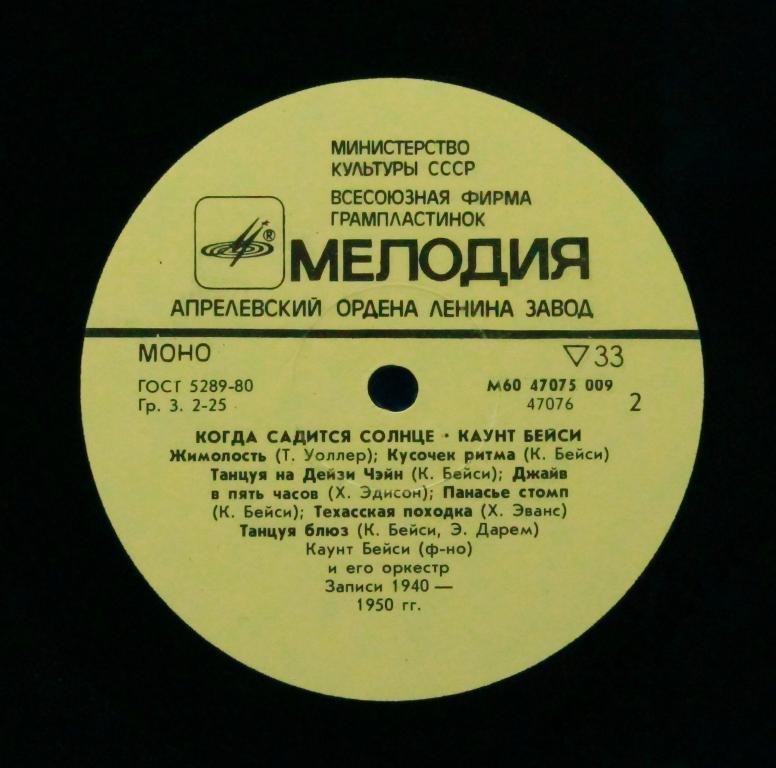 МИНИСТЕРСТВО
КУЛЬТУРЫ СССР
ВСЕСОЮЗНАЯ ФИРМА
ГРАМПЛАСТИНОК
®
МЕЛОДИЯ
АПРЕЛЕВСКИЙ ОРДЕНА ЛЕНИНА ЗАВОД
МОНО ▽33
ГОСТ 5289-80 М60 47075 009
Гр. 3. 2-25 47076 2
КОГДА САДИТСЯ СОЛНЦЕ · КАУНТ БЕЙСИ
Жимолость (Т. Уоллер); Кусочек ритма (К. Бейси)
Танцуя на Дейзи Чэйн (К. Бейси); Джайв
в пять часов (Х. Эдисон); Панасье стомп
(К. Бейси); Техасская походка (Х. Эванс)
Танцуя блюз (К. Бейси, Э. Дарем)
Каунт Бейси (ф-но)
и его оркестр
Записи 1940 —
1950 гг.